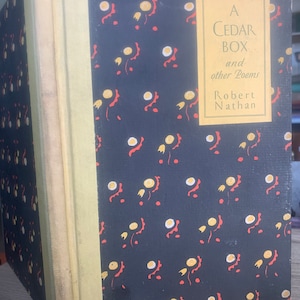 A
CEDAR
BOX
and
other Poems
Robert
Nathan